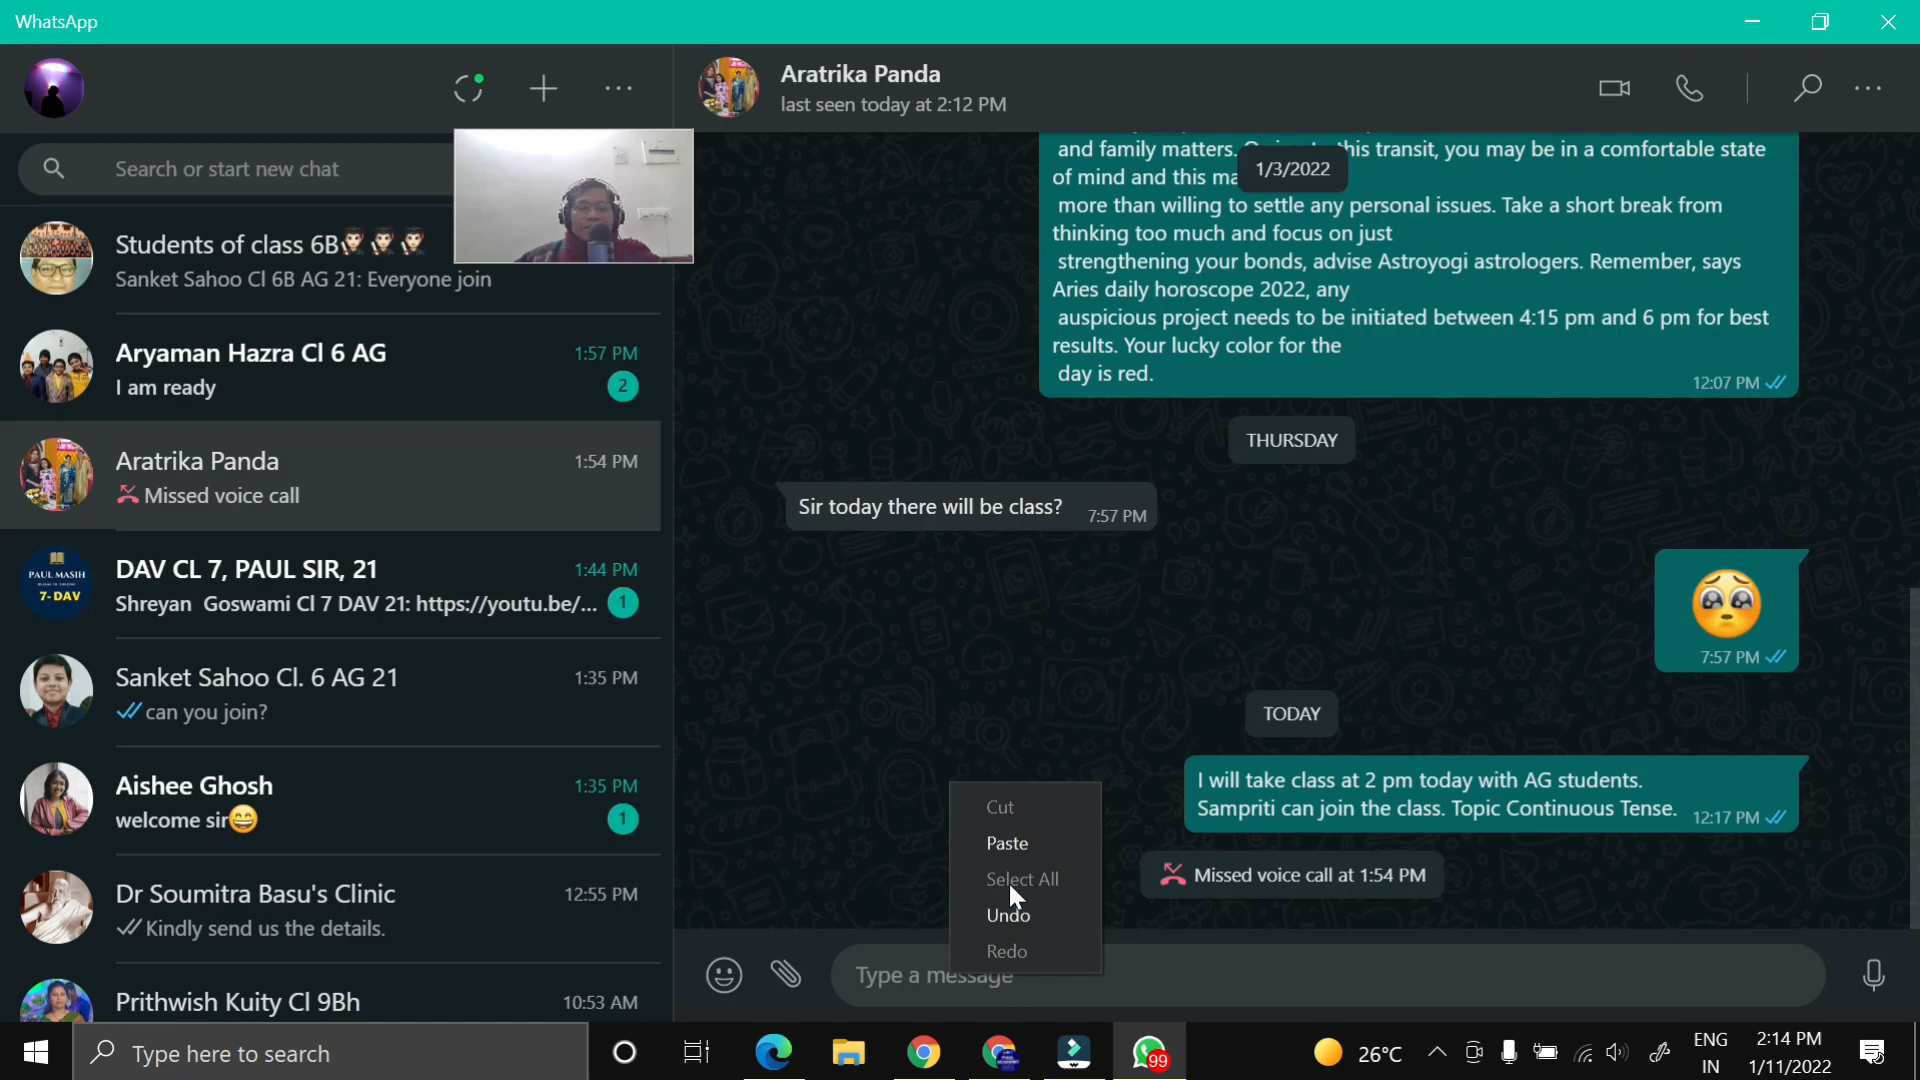 WhatsApp
Search or start new chat
Students of class 6B
Sanket Sahoo Cl 6B AG 21: Everyone join
Aryaman Hazra Cl 6 AG
1:57 PM
I am ready
2
Aratrika Panda
1:54 PM
Missed voice call
PAUL MASIH
7- DAV
DAV CL 7, PAUL SIR, 21
1:44 PM
Shreyan Goswami Cl 7 DAV 21: https://youtu.be/...
1
Sanket Sahoo Cl. 6 AG 21
1:35 PM
can you join?
Aishee Ghosh
1:35 PM
welcome sir😄
1
Dr Soumitra Basu's Clinic
12:55 PM
Kindly send us the details.
Prithwish Kuity Cl 9Bh
10:53 AM
Aratrika Panda
last seen today at 2:12 PM
and family matters. this transit, you may be in a comfortable state
of mind and this
1/3/2022
more than willing to settle any personal issues. Take a short break from
thinking too much and focus on just
strengthening your bonds, advise Astroyogi astrologers. Remember, says
Aries daily horoscope 2022, any
auspicious project needs to be initiated between 4:15 pm and 6 pm for best
results. Your lucky color for the
day is red.
12:07 PM
THURSDAY
Sir today there will be class?
7:57 PM
🥺
7:57 PM
TODAY
I will take class at 2 pm today with AG students.
Sampriti can join the class. Topic Continuous Tense.
12:17 PM
Missed voice call at 1:54 PM
Cut
Paste
Select All
Undo
Redo
Type a message
Type here to search
99
26°C
ENG
IN
2:14 PM
1/11/2022